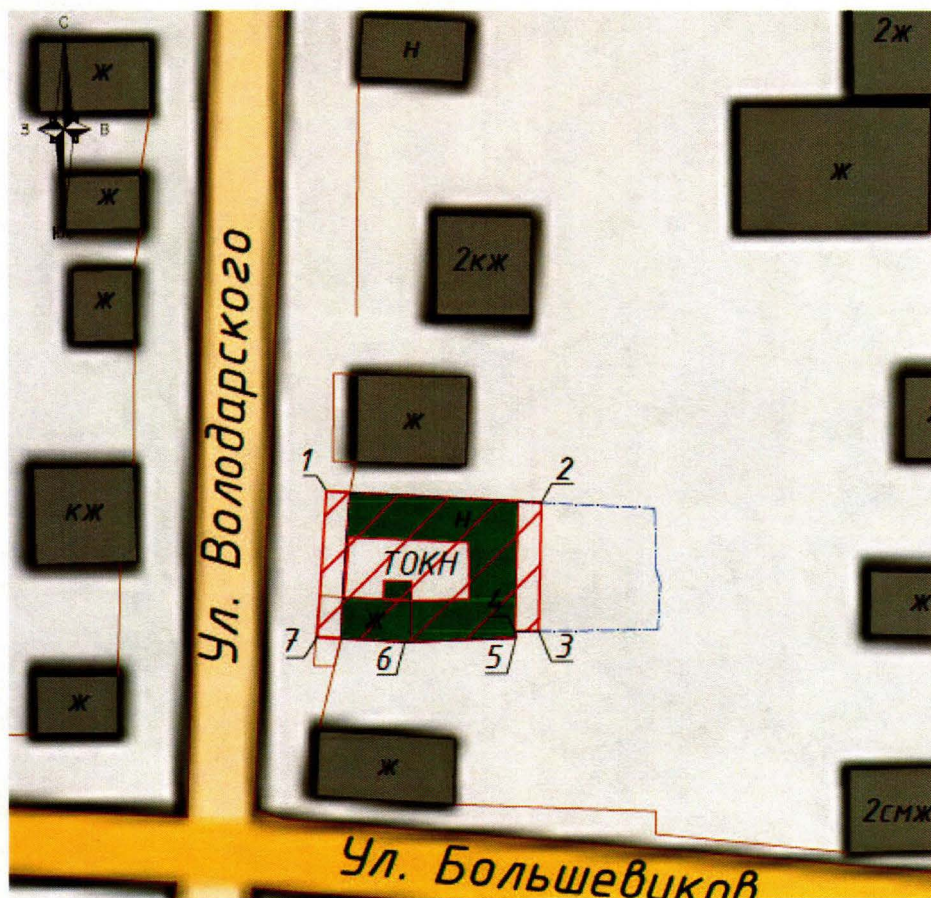 С
З
В
Ю
ж
ж
ж
кж
ж
Ул. Володарского
н
2ж
ж
2кж
ж
1
2
н
ТОКН
ж
4
7
6
5
3
ж
ж
2смж
Ул. Большевиков